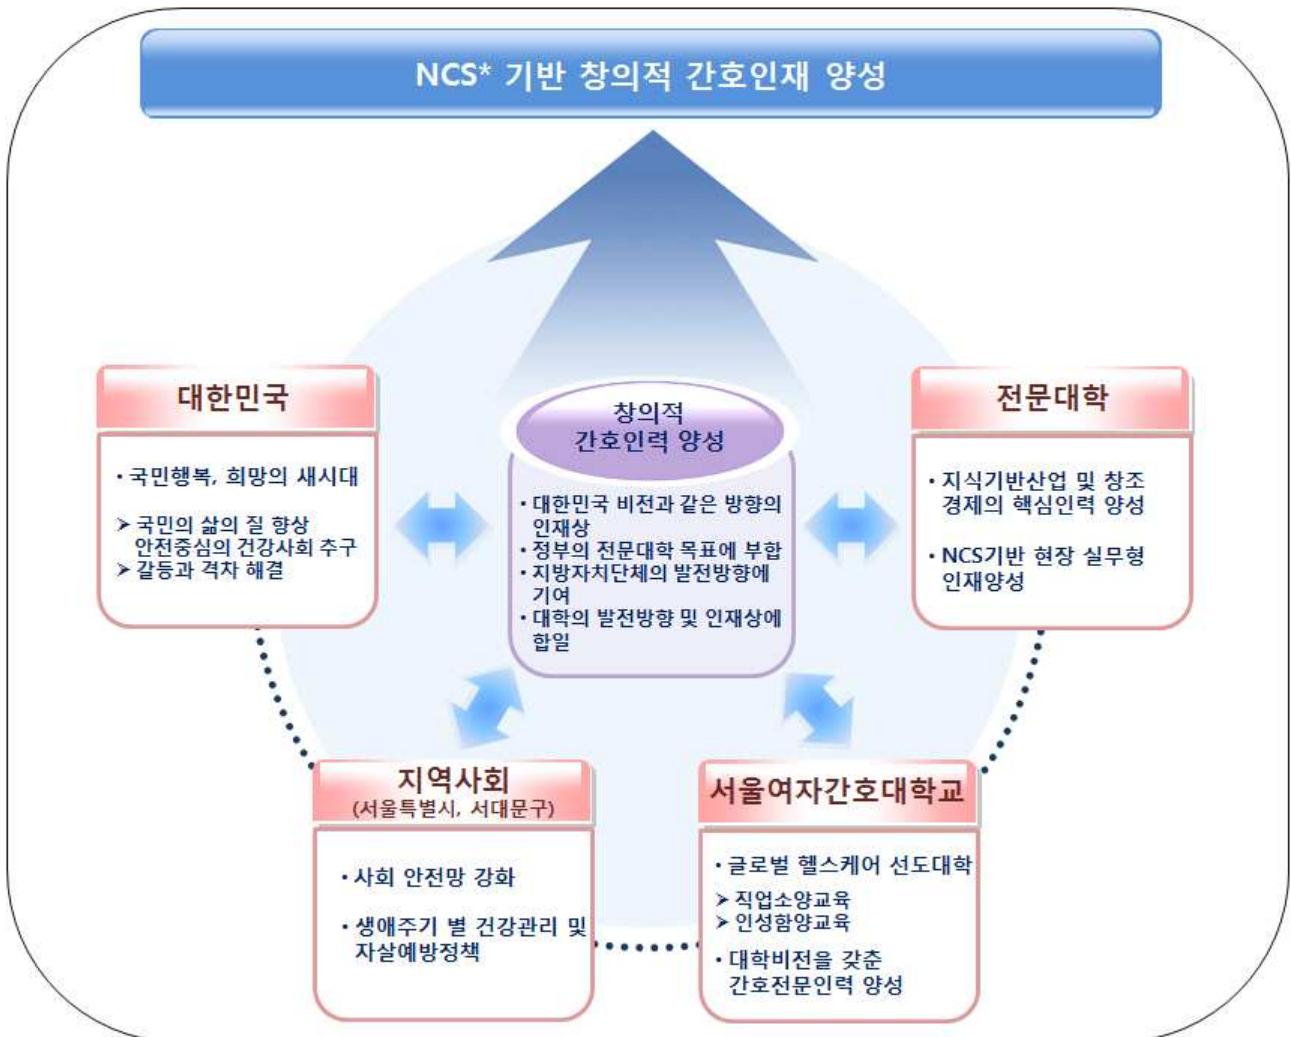 NCS* 기반 창의적 간호인재 양성
대한민국
• 국민행복, 희망의 새시대
➢ 국민의 삶의 질 향상
안전중심의 건강사회 추구
➢ 갈등과 격차 해결
창의적
간호인력 양성
• 대한민국 비전과 같은 방향의
인재상
• 정부의 전문대학 목표에 부합
• 지방자치단체의 발전방향에
기여
• 대학의 발전방향 및 인재상에
합일
전문대학
• 지식기반산업 및 창조
경제의 핵심인력 양성
• NCS기반 현장 실무형
인재양성
지역사회
(서울특별시, 서대문구)
• 사회 안전망 강화
• 생애주기 별 건강관리 및
자살예방정책
서울여자간호대학교
• 글로벌 헬스케어 선도대학
➢ 직업소양교육
➢ 인성함양교육
• 대학비전을 갖춘
간호전문인력 양성